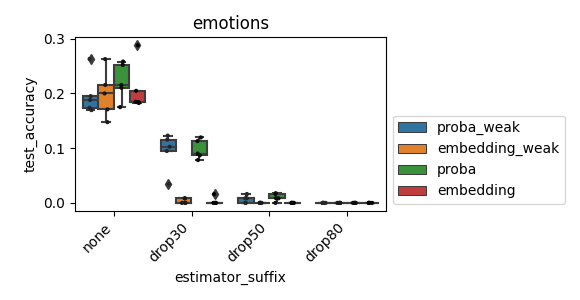 emotions
test_accuracy
0.3
0.2
0.1
0.0
none
drop30
drop50
drop80
estimator_suffix
proba_weak
embedding_weak
proba
embedding